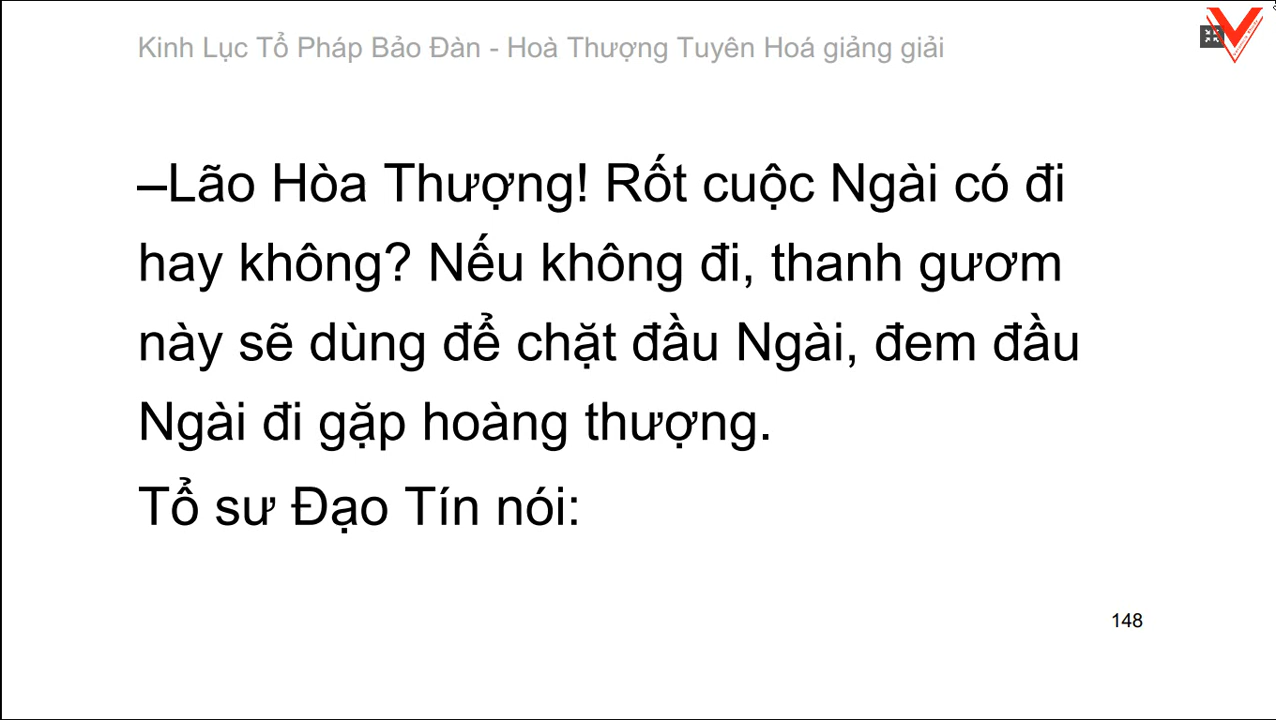 Kinh Lục Tổ Pháp Bảo Đàn - Hoà Thượng Tuyên Hoá giảng giải
–Lão Hòa Thượng! Rốt cuộc Ngài có đi
hay không? Nếu không đi, thanh gươm
này sẽ dùng để chặt đầu Ngài, đem đầu
Ngài đi gặp hoàng thượng.
Tổ sư Đạo Tín nói:
148